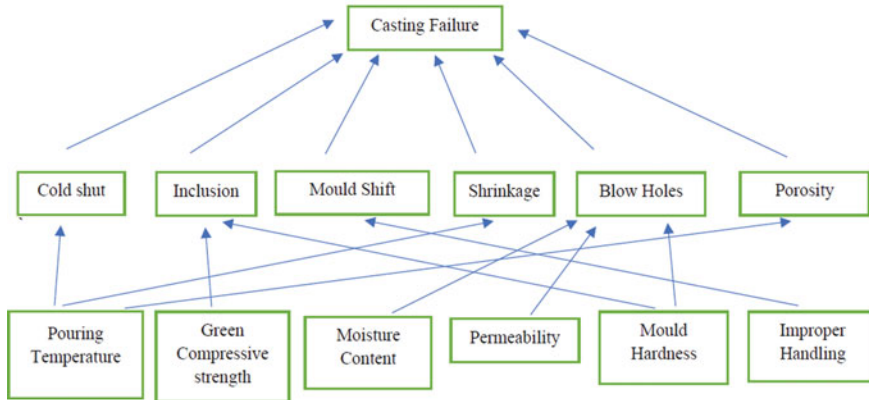 Casting Failure
Cold shut
Inclusion
Mould Shift
Shrinkage
Blow Holes
Porosity
Pouring
Temperature
Green
Compressive
strength
Moisture
Content
Permeability
Mould
Hardness
Improper
Handling